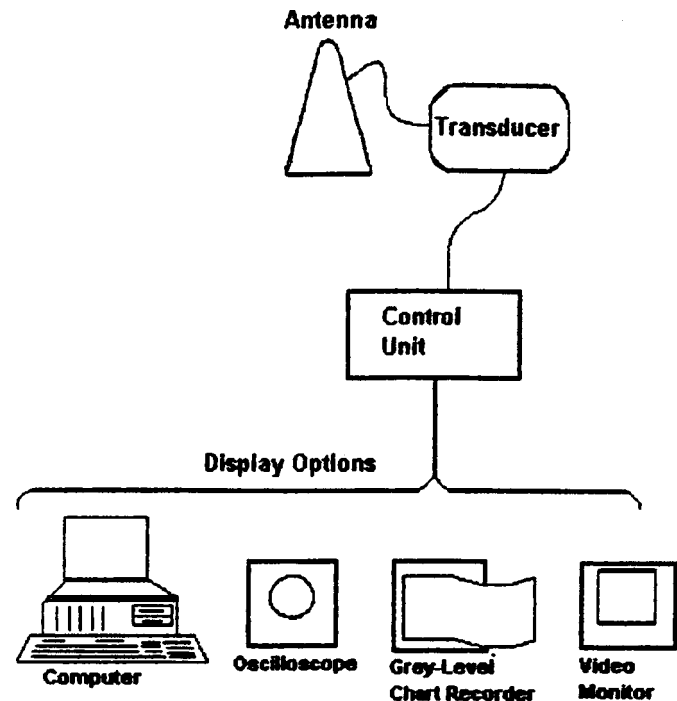 Antenna
Transducer
Control
Unit
Display Options
Computer
Oscilloscope
Grey-Level
Chart Recorder
Video
Monitor